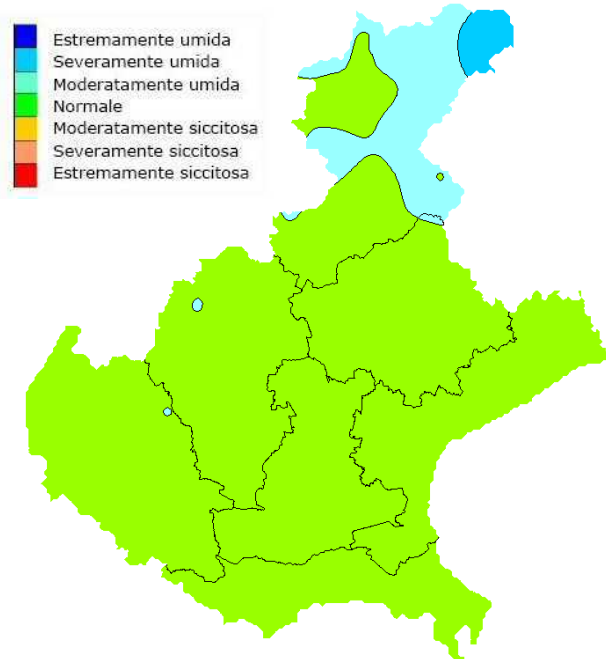 Estremamente umida
Severamente umida
Moderatamente umida
Normale
Moderatamente siccitosa
Severamente siccitosa
Estremamente siccitosa